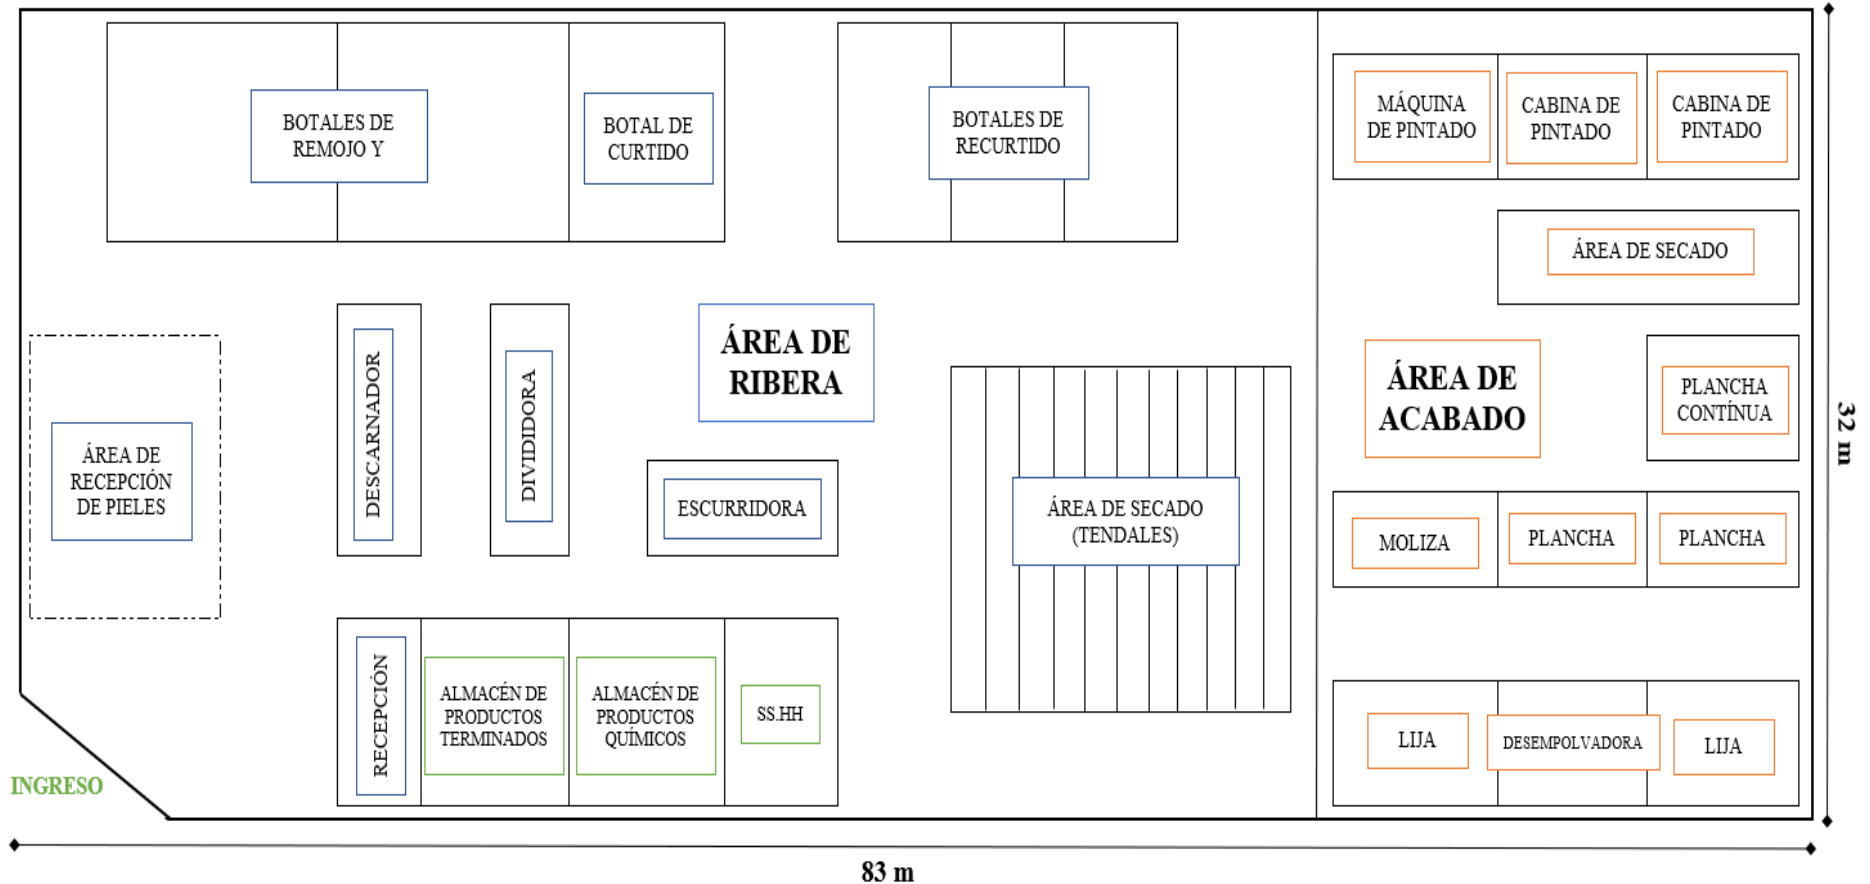 BOTALES DE
REMOJO Y
BOTAL DE
CURTIDO
BOTALES DE
RECURTIDO
MÁQUINA
DE PINTADO
CABINA DE
PINTADO
CABINA DE
PINTADO
ÁREA DE SECADO
ÁREA DE
RIBERA
DESCARNADOR
DIVIDIDORA
ÁREA DE
ACABADO
PLANCHA
CONTÍNUA
32 m
ÁREA DE
RECEPCIÓN
DE PIELES
ESCURRIDORA
ÁREA DE SECADO
(TENDALES)
MOLIZA
PLANCHA
PLANCHA
RECEPCIÓN
ALMACÉN DE
PRODUCTOS
TERMINADOS
ALMACÉN DE
PRODUCTOS
QUÍMICOS
SS.HH
LIJA
DESEMPOLVADORA
LIJA
INGRESO
83 m